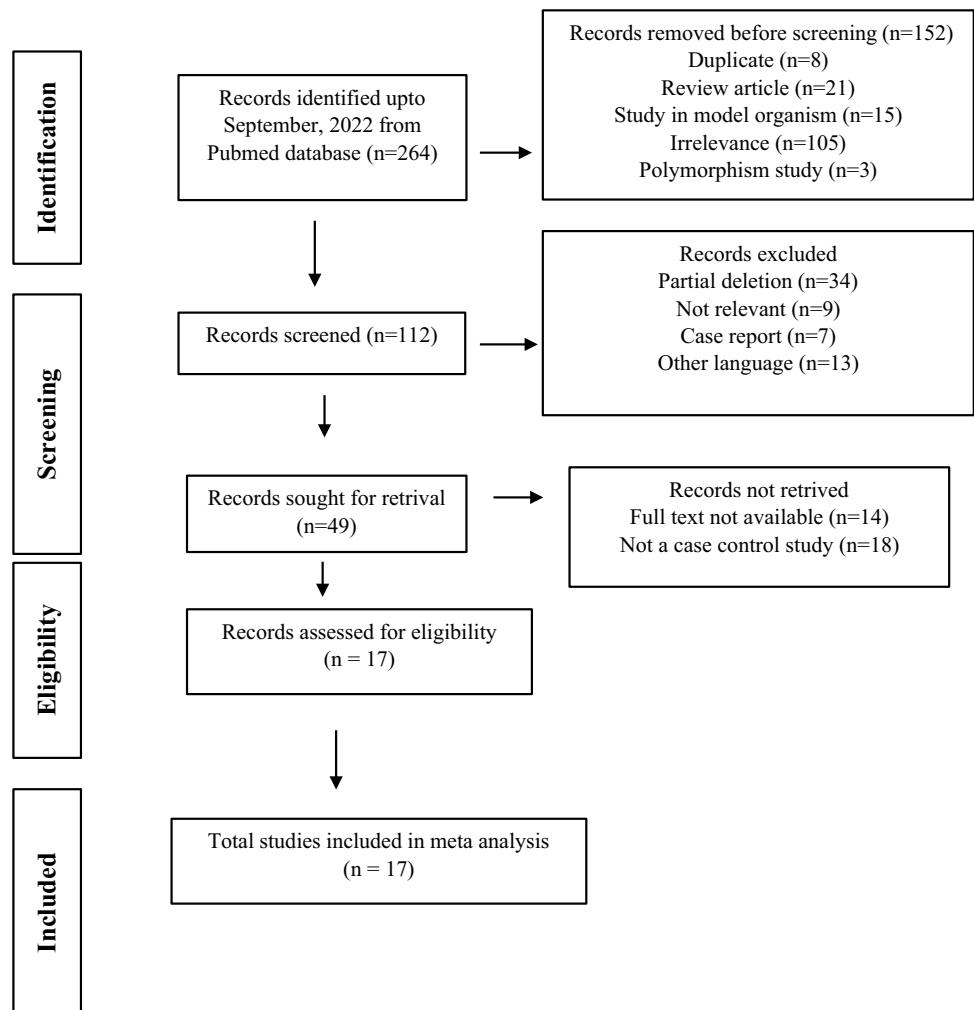 Identification
Records identified upto
September, 2022 from
Pubmed database (n=264)
Records removed before screening (n=152)
Duplicate (n=8)
Review article (n=21)
Study in model organism (n=15)
Irrelevance (n=105)
Polymorphism study (n=3)
Screening
Records screened (n=112)
Records excluded
Partial deletion (n=34)
Not relevant (n=9)
Case report (n=7)
Other language (n=13)
Records sought for retrival
(n=49)
Records not retrived
Full text not available (n=14)
Not a case control study (n=18)
Eligibility
Records assessed for eligibility
(n = 17)
Included
Total studies included in meta analysis
(n = 17)